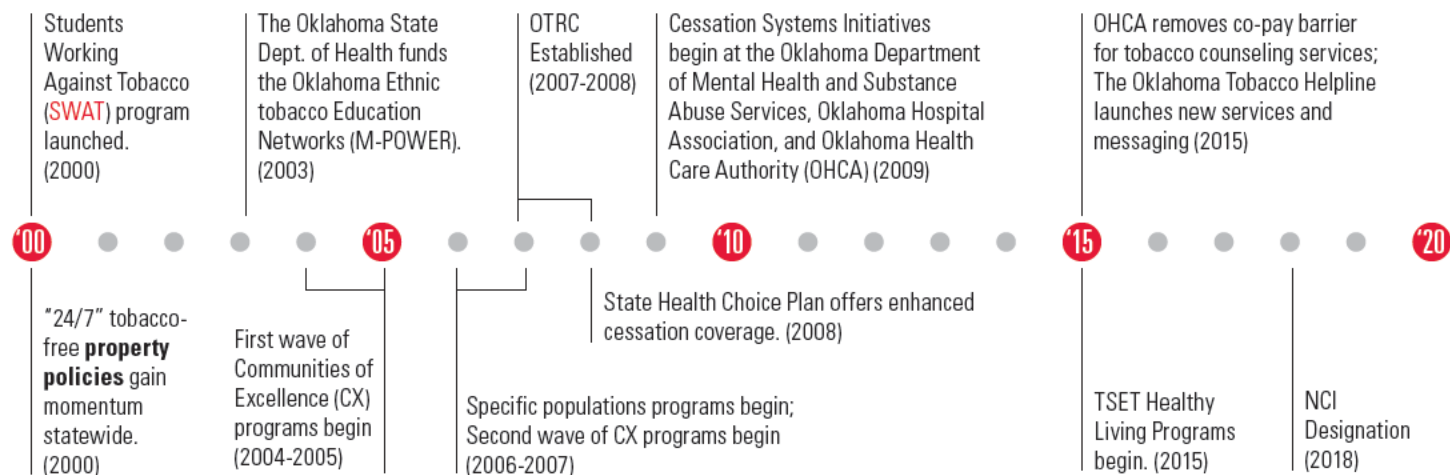 Students
Working
Against Tobacco
(SWAT) program
launched.
(2000)
The Oklahoma State
Dept. of Health funds
the Oklahoma Ethnic
tobacco Education
Networks (M-POWER).
(2003)
OTRC
Established
(2007-2008)
Cessation Systems Initiatives
begin at the Oklahoma Department
of Mental Health and Substance
Abuse Services, Oklahoma Hospital
Association, and Oklahoma Health
Care Authority (OHCA) (2009)
OHCA removes co-pay barrier
for tobacco counseling services;
The Oklahoma Tobacco Helpline
launches new services and
messaging (2015)
‘00
‘05
‘10
‘15
‘20
“24/7” tobacco-
free property
policies gain
momentum
statewide.
(2000)
First wave of
Communities of
Excellence (CX)
programs begin
(2004-2005)
Specific populations programs begin;
Second wave of CX programs begin
(2006-2007)
State Health Choice Plan offers enhanced
cessation coverage. (2008)
TSET Healthy
Living Programs
begin. (2015)
NCI
Designation
(2018)